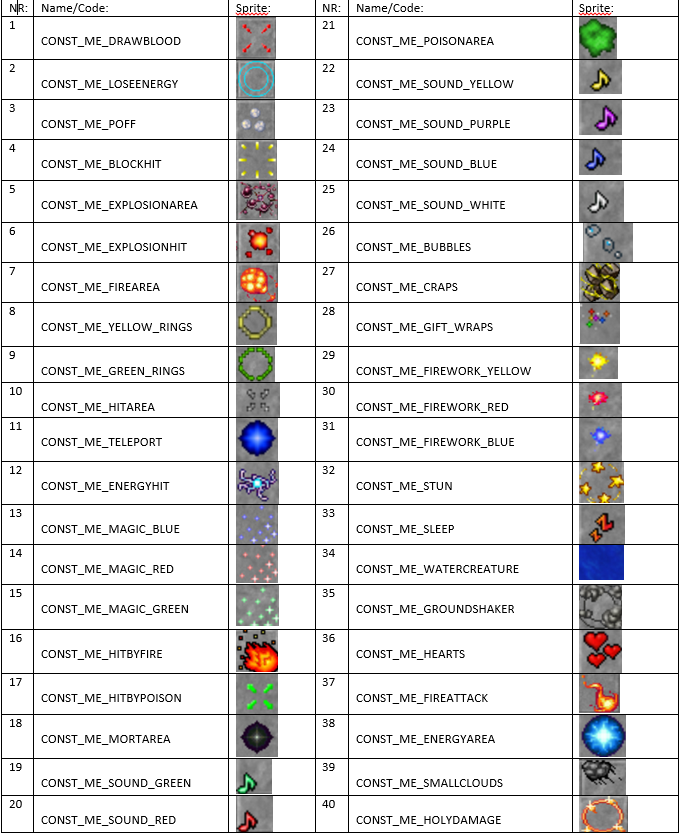 NR: Name/Code: Sprite: NR: Name/Code: Sprite:
1 CONST_ME_DRAWBLOOD 21 CONST_ME_POISONAREA
2 CONST_ME_LOSEENERGY 22 CONST_ME_SOUND_YELLOW
3 CONST_ME_POFF 23 CONST_ME_SOUND_PURPLE
4 CONST_ME_BLOCKHIT 24 CONST_ME_SOUND_BLUE
5 CONST_ME_EXPLOSIONAREA 25 CONST_ME_SOUND_WHITE
6 CONST_ME_EXPLOSIONHIT 26 CONST_ME_BUBBLES
7 CONST_ME_FIREAREA 27 CONST_ME_CRAPS
8 CONST_ME_YELLOW_RINGS 28 CONST_ME_GIFT_WRAPS
9 CONST_ME_GREEN_RINGS 29 CONST_ME_FIREWORK_YELLOW
10 CONST_ME_HITAREA 30 CONST_ME_FIREWORK_RED
11 CONST_ME_TELEPORT 31 CONST_ME_FIREWORK_BLUE
12 CONST_ME_ENERGYHIT 32 CONST_ME_STUN
13 CONST_ME_MAGIC_BLUE 33 CONST_ME_SLEEP
14 CONST_ME_MAGIC_RED 34 CONST_ME_WATERCREATURE
15 CONST_ME_MAGIC_GREEN 35 CONST_ME_GROUNDSHAKER
16 CONST_ME_HITBYFIRE 36 CONST_ME_HEARTS
17 CONST_ME_HITBYPOISON 37 CONST_ME_FIREATTACK
18 CONST_ME_MORTAREA 38 CONST_ME_ENERGYAREA
19 CONST_ME_SOUND_GREEN 39 CONST_ME_SMALLCLOUDS
20 CONST_ME_SOUND_RED 40 CONST_ME_HOLYDAMAGE